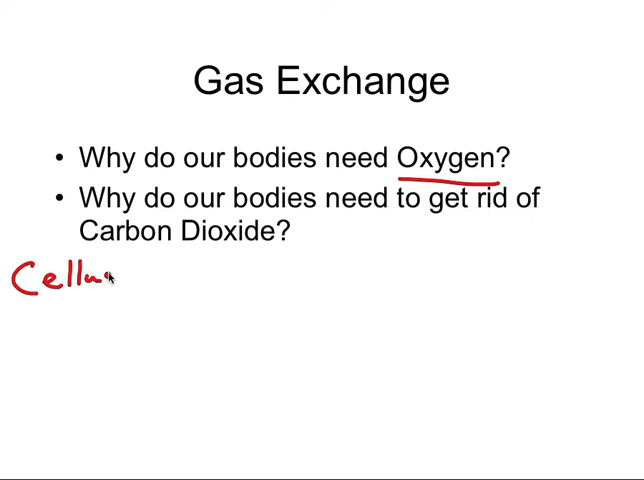 Gas Exchange
• Why do our bodies need Oxygen?
• Why do our bodies need to get rid of
Carbon Dioxide?
Cellu